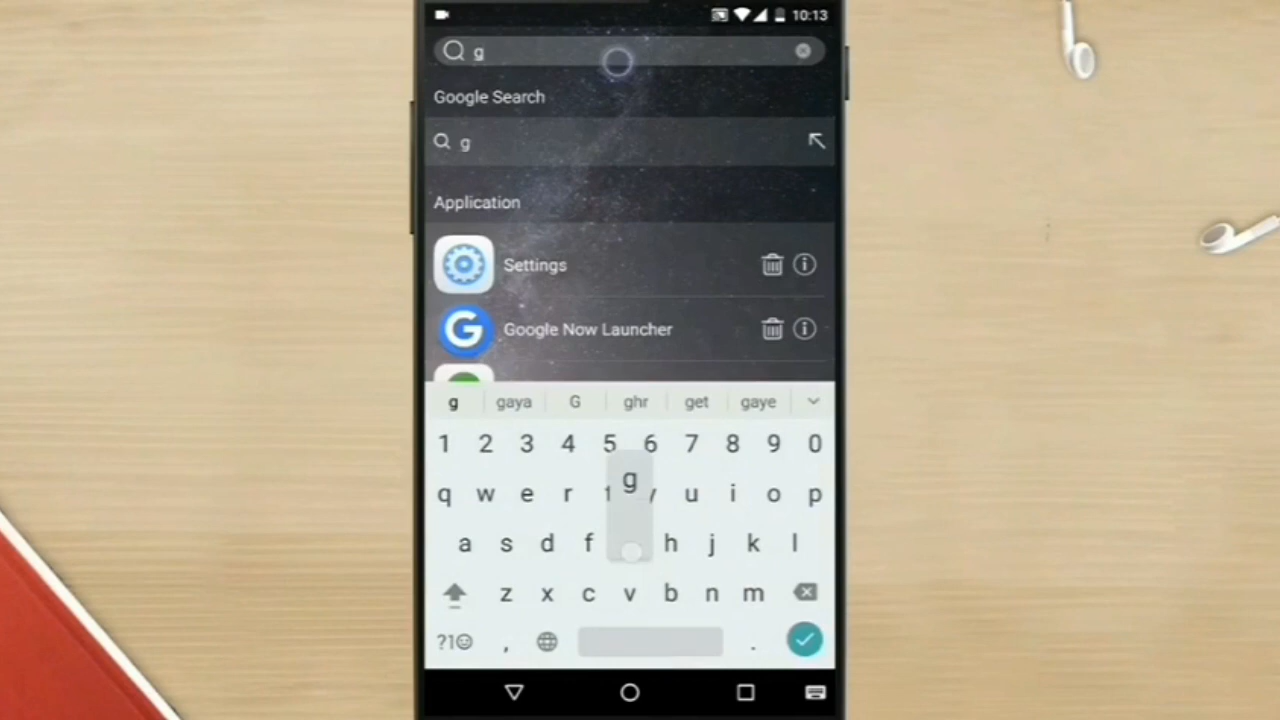 10:13
g
Google Search
g
Application
Settings
G Google Now Launcher
g gaya G ghr get gaye
1 2 3 4 5 6 7 8 9 0
q w e r t y u i o p
g
a s d f h j k l
z x c v b n m
?1☺ , .